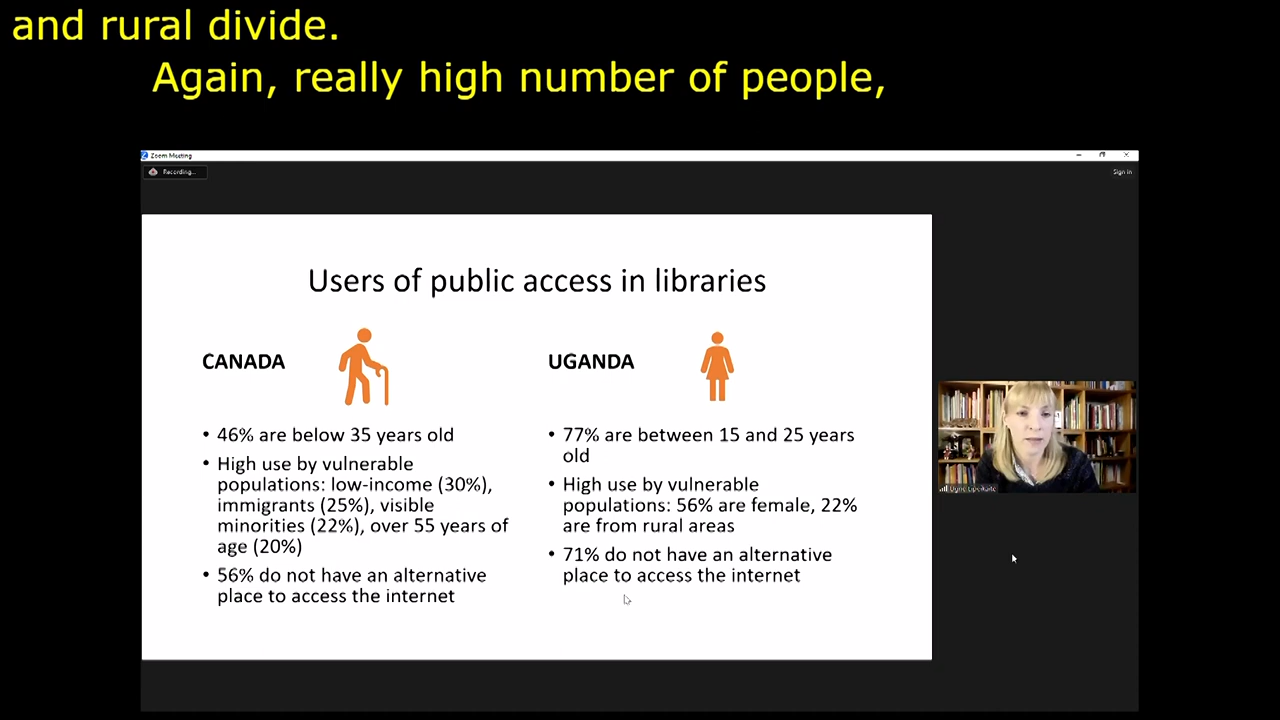 and rural divide.
Again, really high number of people,
Zoom Meeting
Recording...
Sign in
Users of public access in libraries
CANADA
• 46% are below 35 years old
• High use by vulnerable
populations: low-income (30%),
immigrants (25%), visible
minorities (22%), over 55 years of
age (20%)
• 56% do not have an alternative
place to access the internet
UGANDA
• 77% are between 15 and 25 years
old
• High use by vulnerable
populations: 56% are female, 22%
are from rural areas
• 71% do not have an alternative
place to access the internet